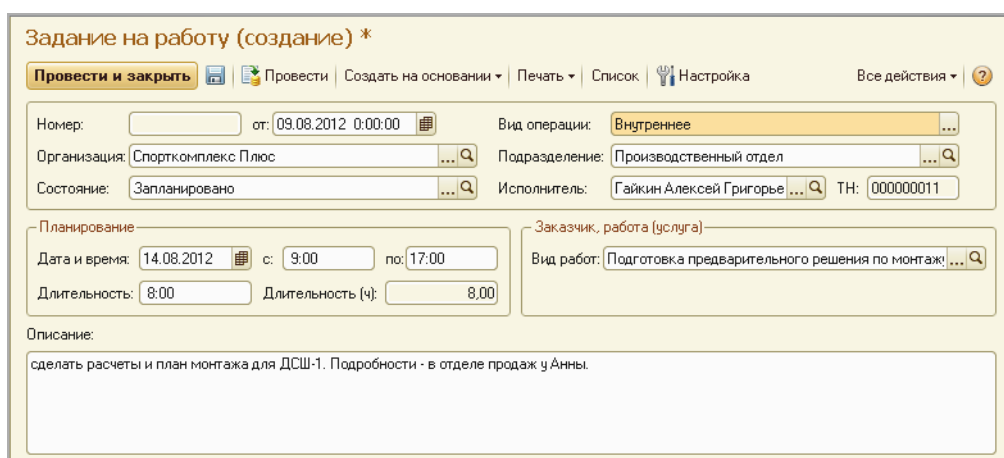 Задание на работу (создание) *
Провести и закрыть Провести Создать на основании Печать Список Настройка Все действия ?
Номер: от: 09.08.2012 0:00:00 Вид операции: Внутреннее ...
Организация: Спорткомплекс Плюс ... Подразделение: Производственный отдел ...
Состояние: Запланировано ... Исполнитель: Гайкин Алексей Григорье ... ТН: 000000011
Планирование Заказчик, работа (услуга)
Дата и время: 14.08.2012 с: 9:00 по: 17:00 Вид работ: Подготовка предварительного решения по монтажу ...
Длительность: 8:00 Длительность (ч): 8,00
Описание:
сделать расчеты и план монтажа для ДСШ-1. Подробности - в отделе продаж у Анны.